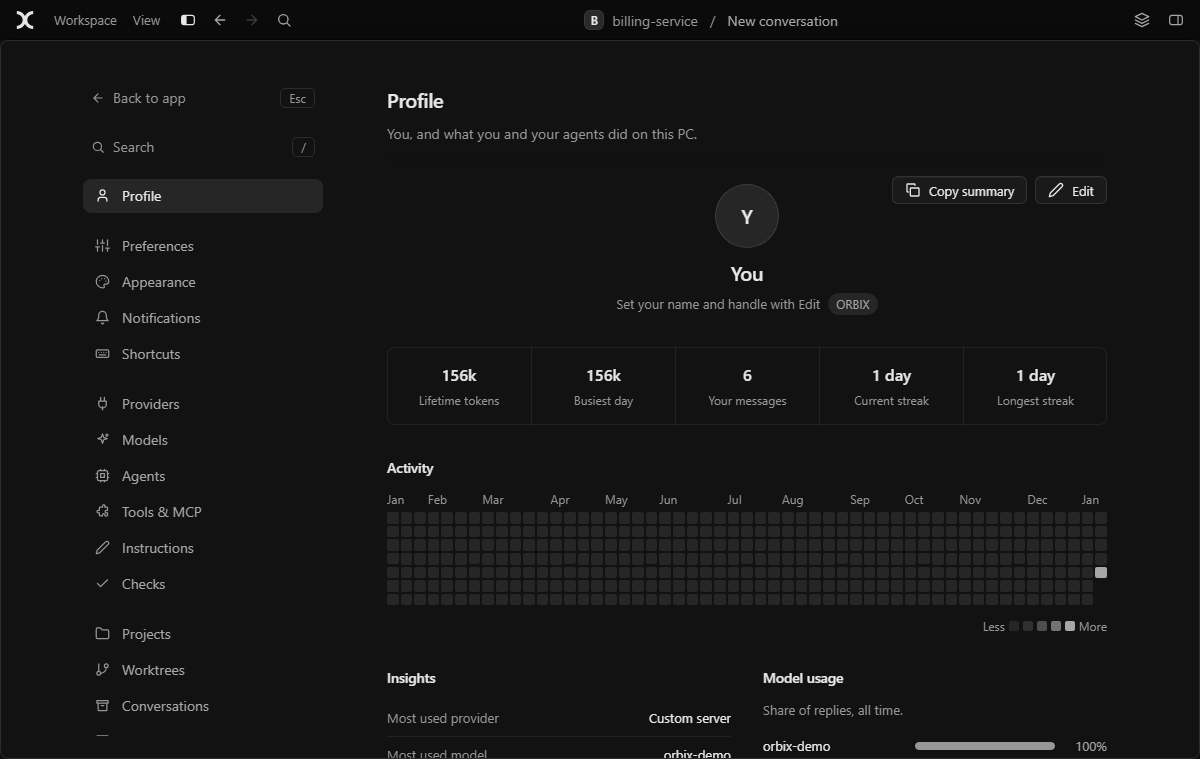 Workspace View
B billing-service / New conversation
Back to app Esc
Search /
Profile
Preferences
Appearance
Notifications
Shortcuts
Providers
Models
Agents
Tools & MCP
Instructions
Checks
Projects
Worktrees
Conversations
Profile
You, and what you and your agents did on this PC.
Copy summary Edit
Y
You
Set your name and handle with Edit ORBIX
156k 156k 6 1 day 1 day
Lifetime tokens Busiest day Your messages Current streak Longest streak
Activity
Jan Feb Mar Apr May Jun Jul Aug Sep Oct Nov Dec Jan
Less More
Insights
Most used provider Custom server
Most used model orbix-demo
Model usage
Share of replies, all time.
orbix-demo 100%